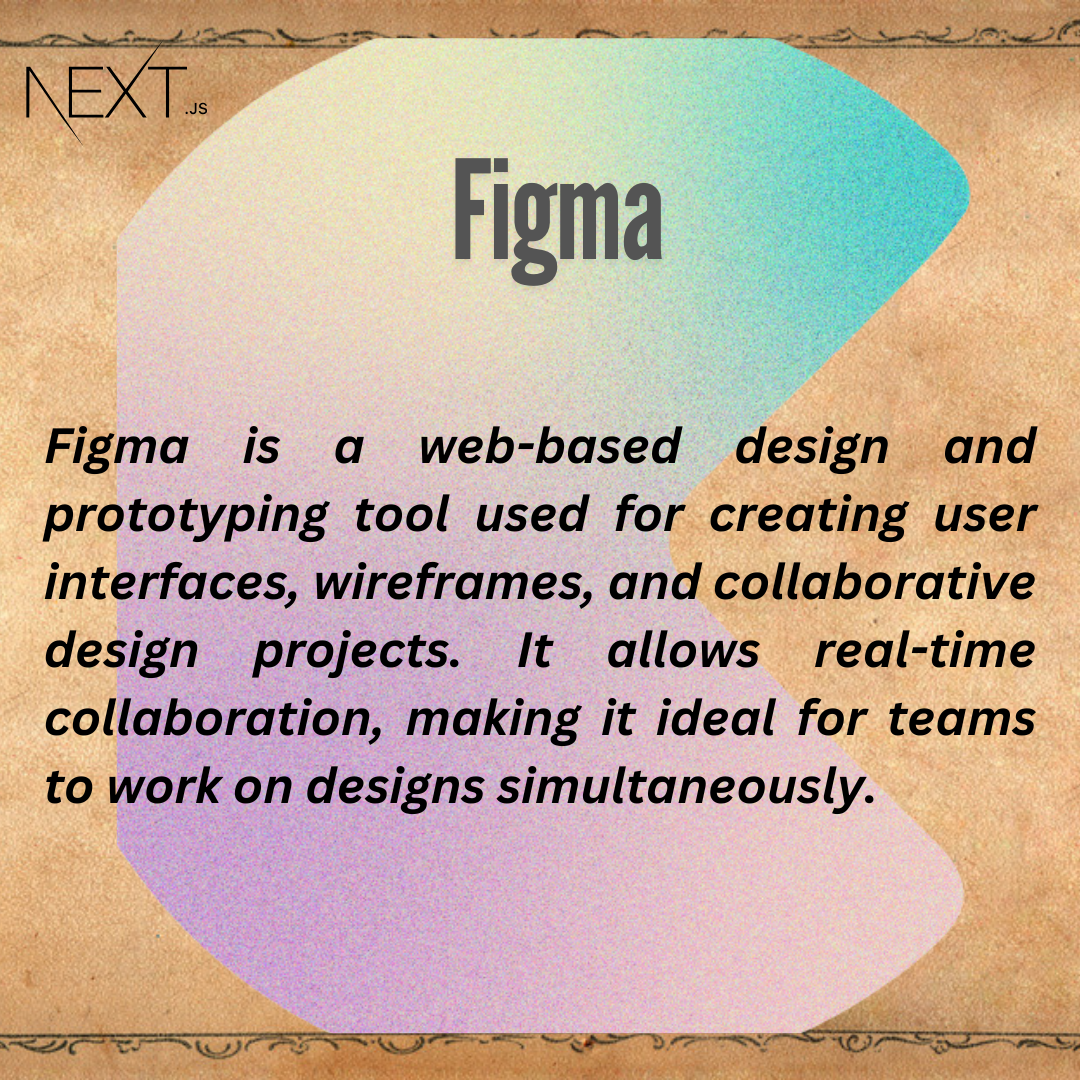 NEXT.JS
Figma
Figma is a web-based design and
prototyping tool used for creating user
interfaces, wireframes, and collaborative
design projects. It allows real-time
collaboration, making it ideal for teams
to work on designs simultaneously.